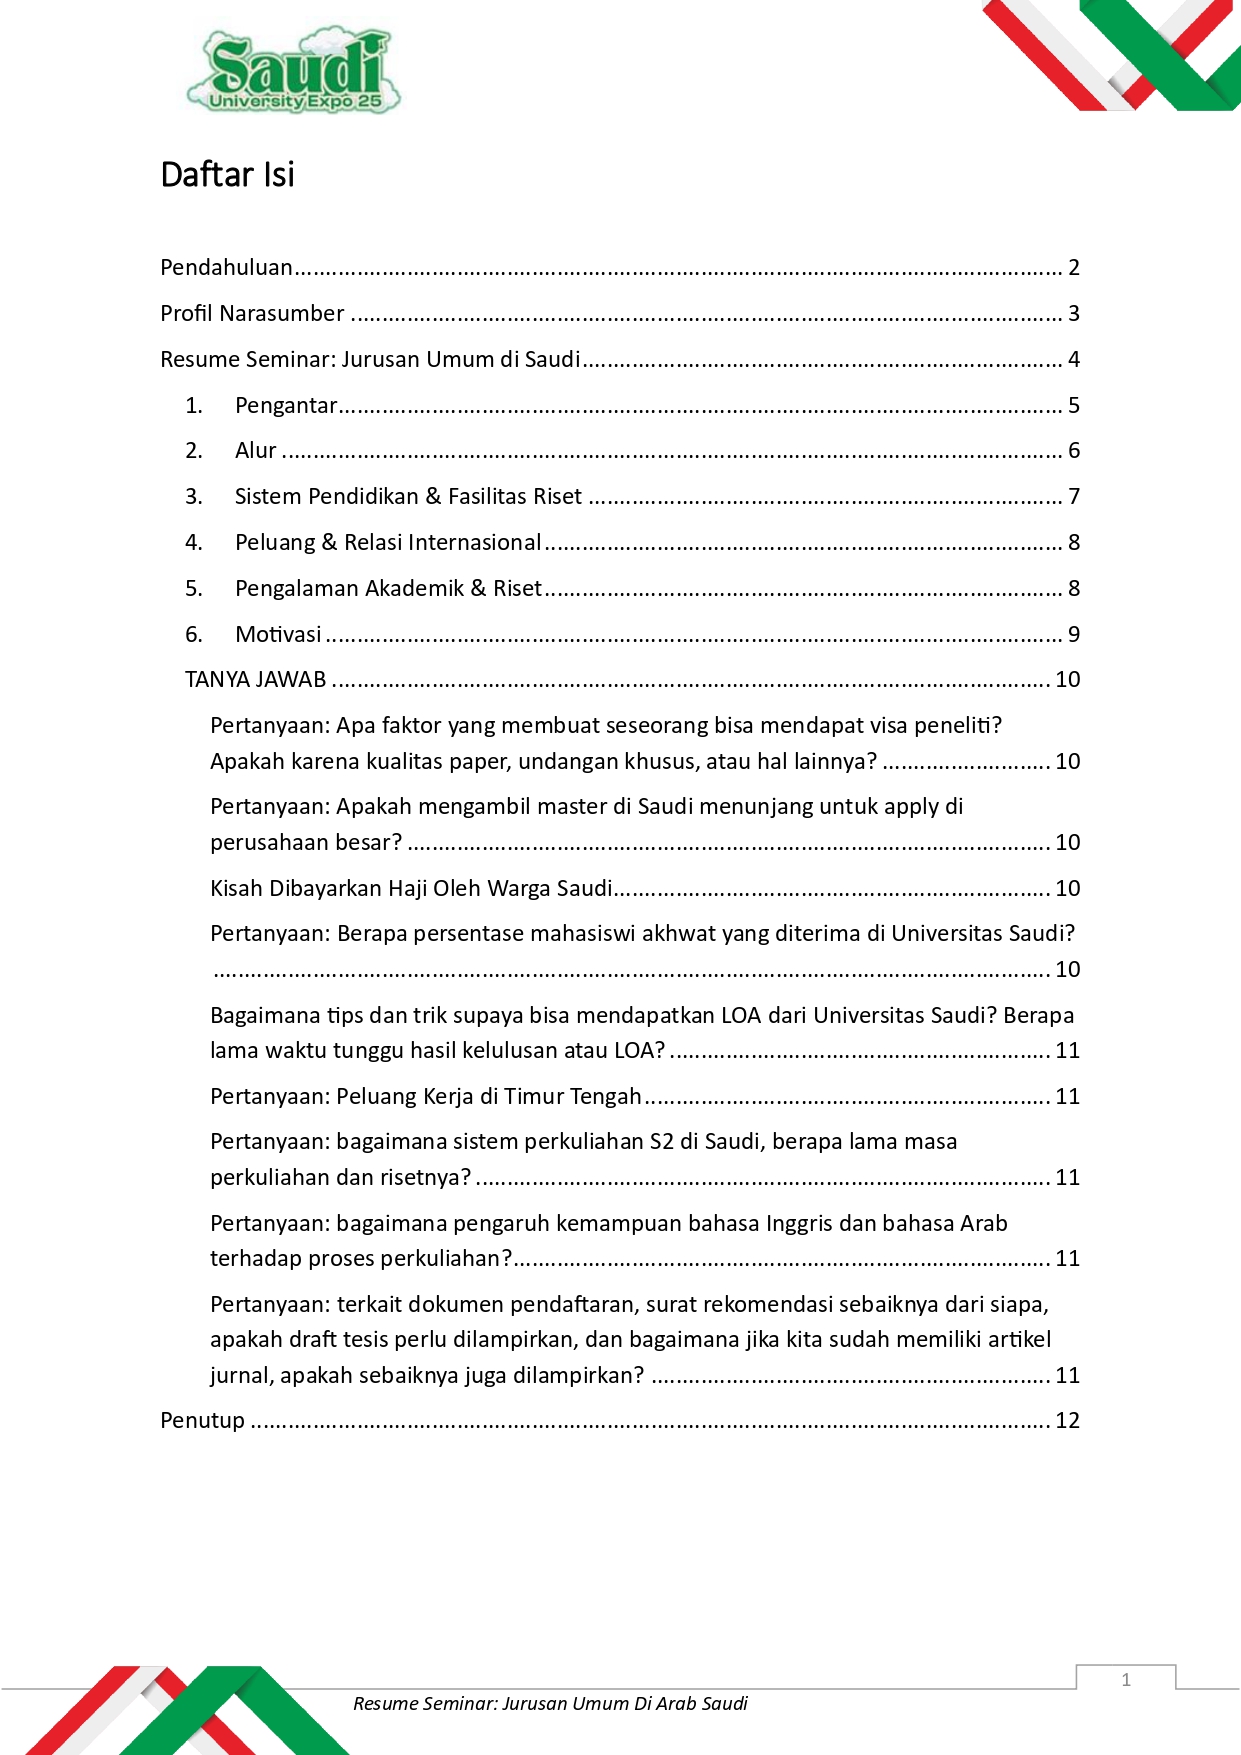 Saudi
University Expo 25
Daftar Isi
Pendahuluan........................................................................................................................... 2
Profil Narasumber .................................................................................................................. 3
Resume Seminar: Jurusan Umum di Saudi............................................................................. 4
1. Pengantar.................................................................................................................... 5
2. Alur ............................................................................................................................. 6
3. Sistem Pendidikan & Fasilitas Riset ............................................................................ 7
4. Peluang & Relasi Internasional................................................................................... 8
5. Pengalaman Akademik & Riset................................................................................... 8
6. Motivasi ...................................................................................................................... 9
TANYA JAWAB ................................................................................................................... 10
Pertanyaan: Apa faktor yang membuat seseorang bisa mendapat visa peneliti?
Apakah karena kualitas paper, undangan khusus, atau hal lainnya? ........................... 10
Pertanyaan: Apakah mengambil master di Saudi menunjang untuk apply di
perusahaan besar? ....................................................................................................... 10
Kisah Dibayarkan Haji Oleh Warga Saudi...................................................................... 10
Pertanyaan: Berapa persentase mahasiswi akhwat yang diterima di Universitas Saudi?
...................................................................................................................................... 10
Bagaimana tips dan trik supaya bisa mendapatkan LOA dari Universitas Saudi? Berapa
lama waktu tunggu hasil kelulusan atau LOA? ............................................................. 11
Pertanyaan: Peluang Kerja di Timur Tengah................................................................. 11
Pertanyaan: bagaimana sistem perkuliahan S2 di Saudi, berapa lama masa
perkuliahan dan risetnya? ............................................................................................ 11
Pertanyaan: bagaimana pengaruh kemampuan bahasa Inggris dan bahasa Arab
terhadap proses perkuliahan?...................................................................................... 11
Pertanyaan: terkait dokumen pendaftaran, surat rekomendasi sebaiknya dari siapa,
apakah draft tesis perlu dilampirkan, dan bagaimana jika kita sudah memiliki artikel
jurnal, apakah sebaiknya juga dilampirkan? ................................................................ 11
Penutup ................................................................................................................................ 12
1
Resume Seminar: Jurusan Umum Di Arab Saudi